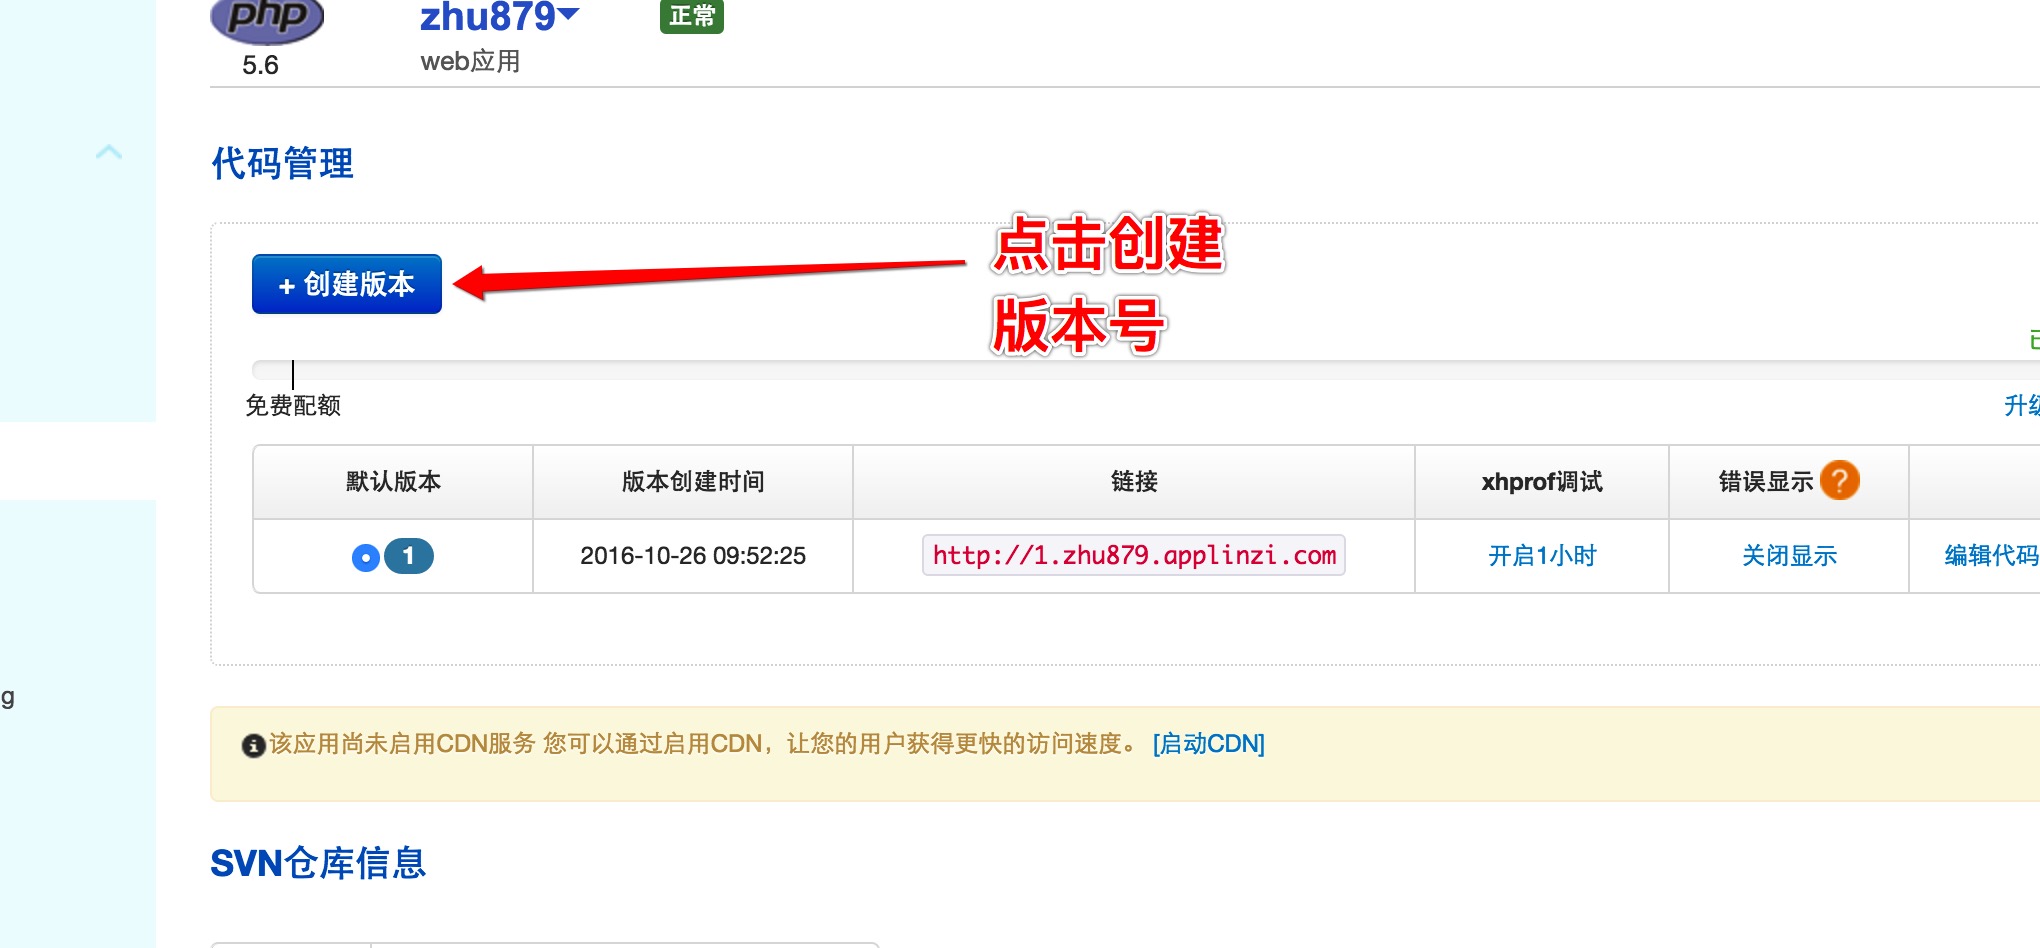 php
zhu879
正常
5.6
web应用
代码管理
+ 创建版本
点击创建
版本号
免费配额
默认版本 版本创建时间 链接 xhprof调试 错误显示 ?
1 2016-10-26 09:52:25 http://1.zhu879.applinzi.com 开启1小时 关闭显示 编辑代码
g
该应用尚未启用CDN服务 您可以通过启用CDN，让您的用户获得更快的访问速度。 [启动CDN]
SVN仓库信息